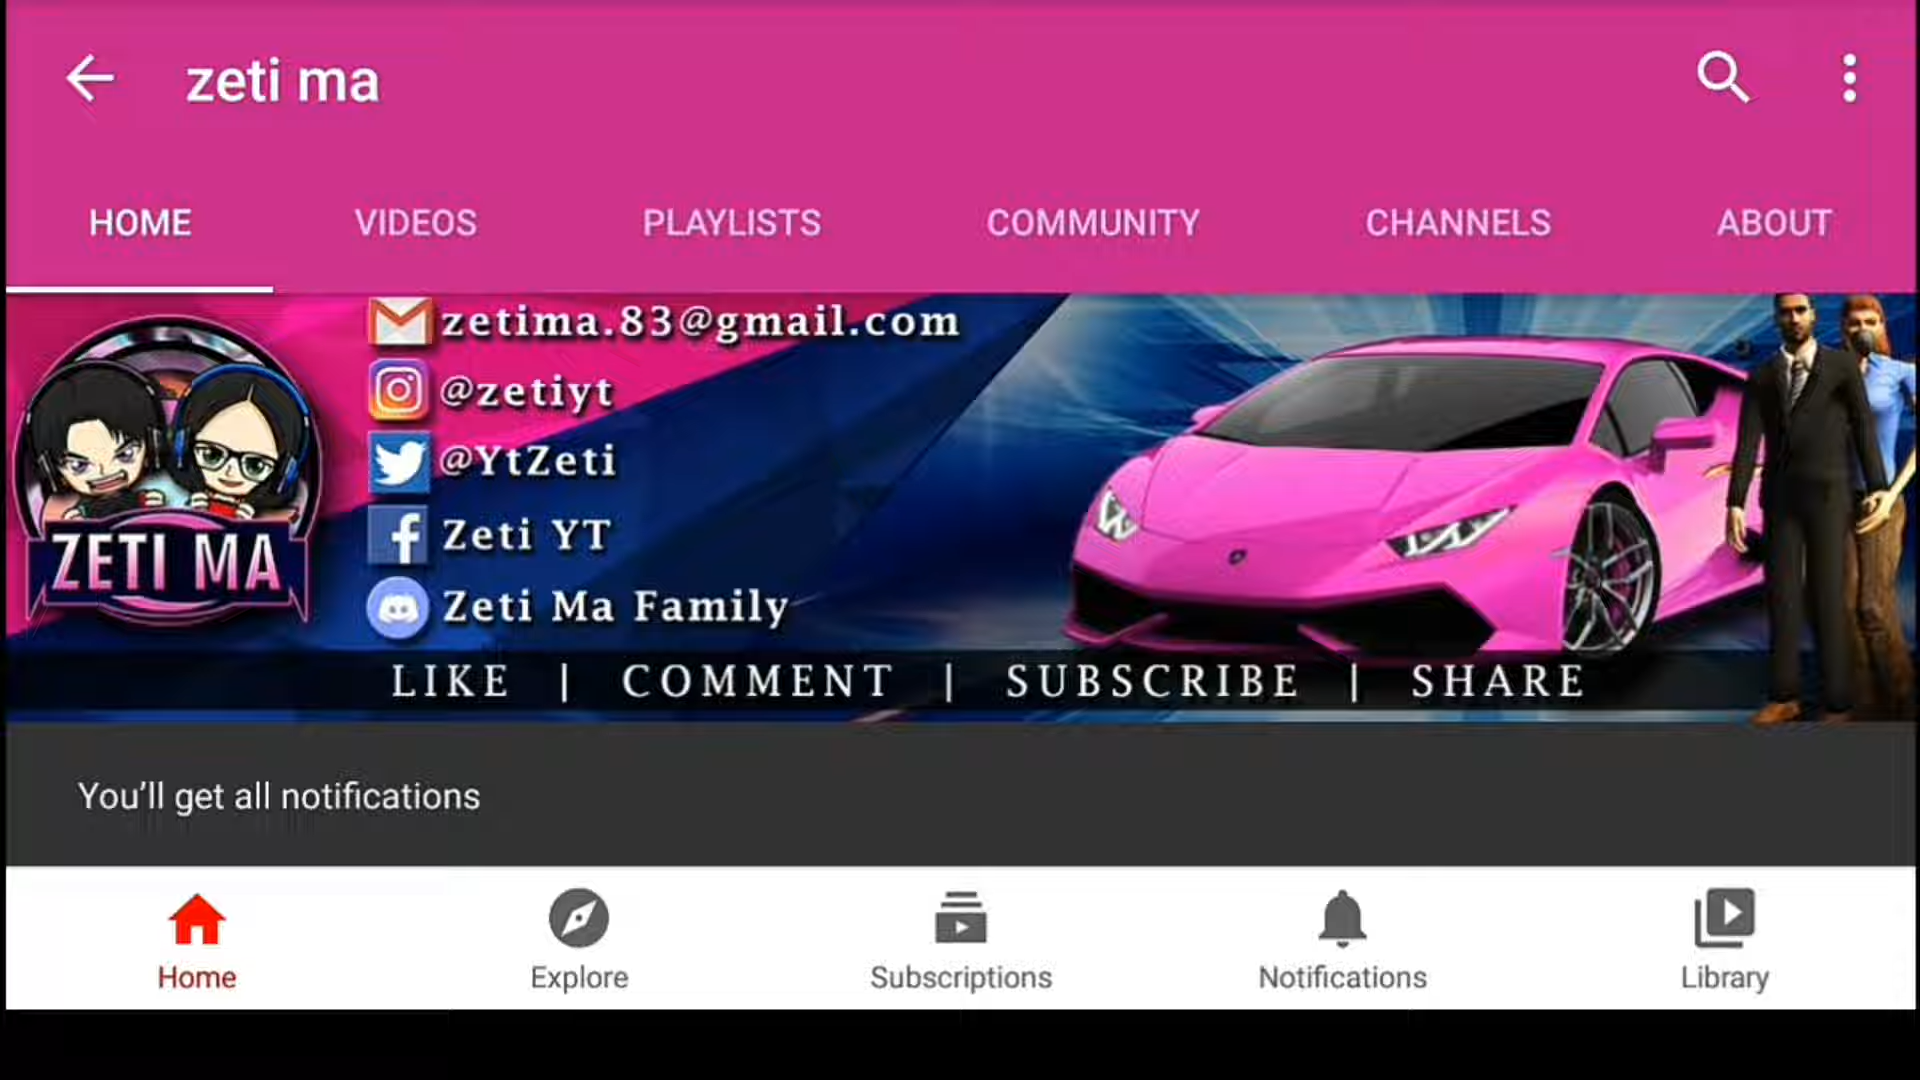 zeti ma
HOME VIDEOS PLAYLISTS COMMUNITY CHANNELS ABOUT
zetima.83@gmail.com
@zetiyt
@YtZeti
Zeti YT
Zeti Ma Family
ZETI MA
LIKE | COMMENT | SUBSCRIBE | SHARE
You’ll get all notifications
Home Explore Subscriptions Notifications Library